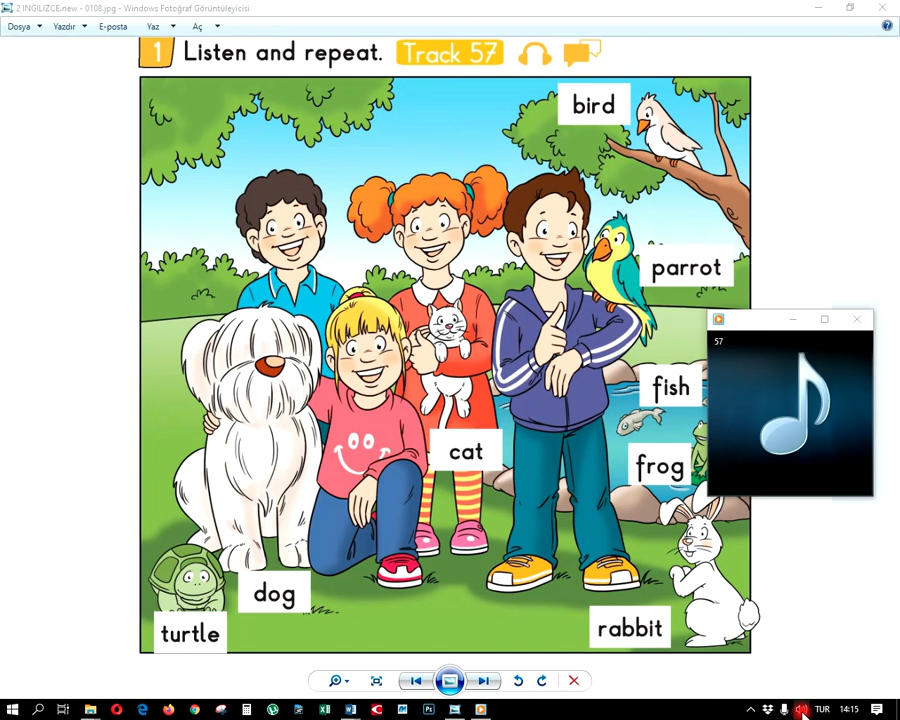 2 INGILIZCE.new - 0108.jpg - Windows Fotoğraf Görüntüleyicisi
Dosya Yazdır E-posta Yaz Aç
1 Listen and repeat. Track 57
bird
parrot
57
fish
cat
frog
dog
rabbit
turtle
TUR 14:15